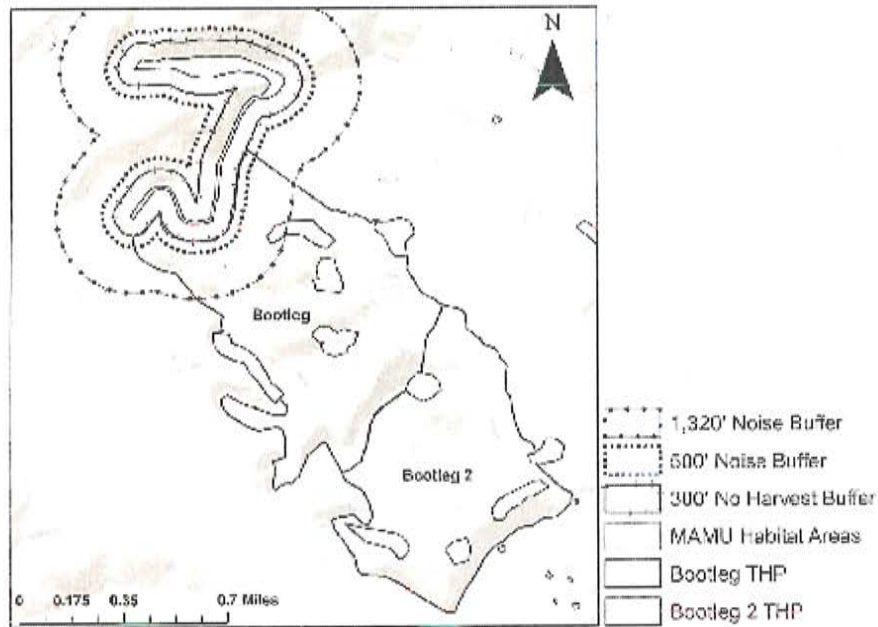 N
Bootleg
Bootleg 2
0 0.175 0.35 0.7 Miles
1,320' Noise Buffer
500' Noise Buffer
300' No Harvest Buffer
MAMU Habitat Areas
Bootleg THP
Bootleg 2 THP